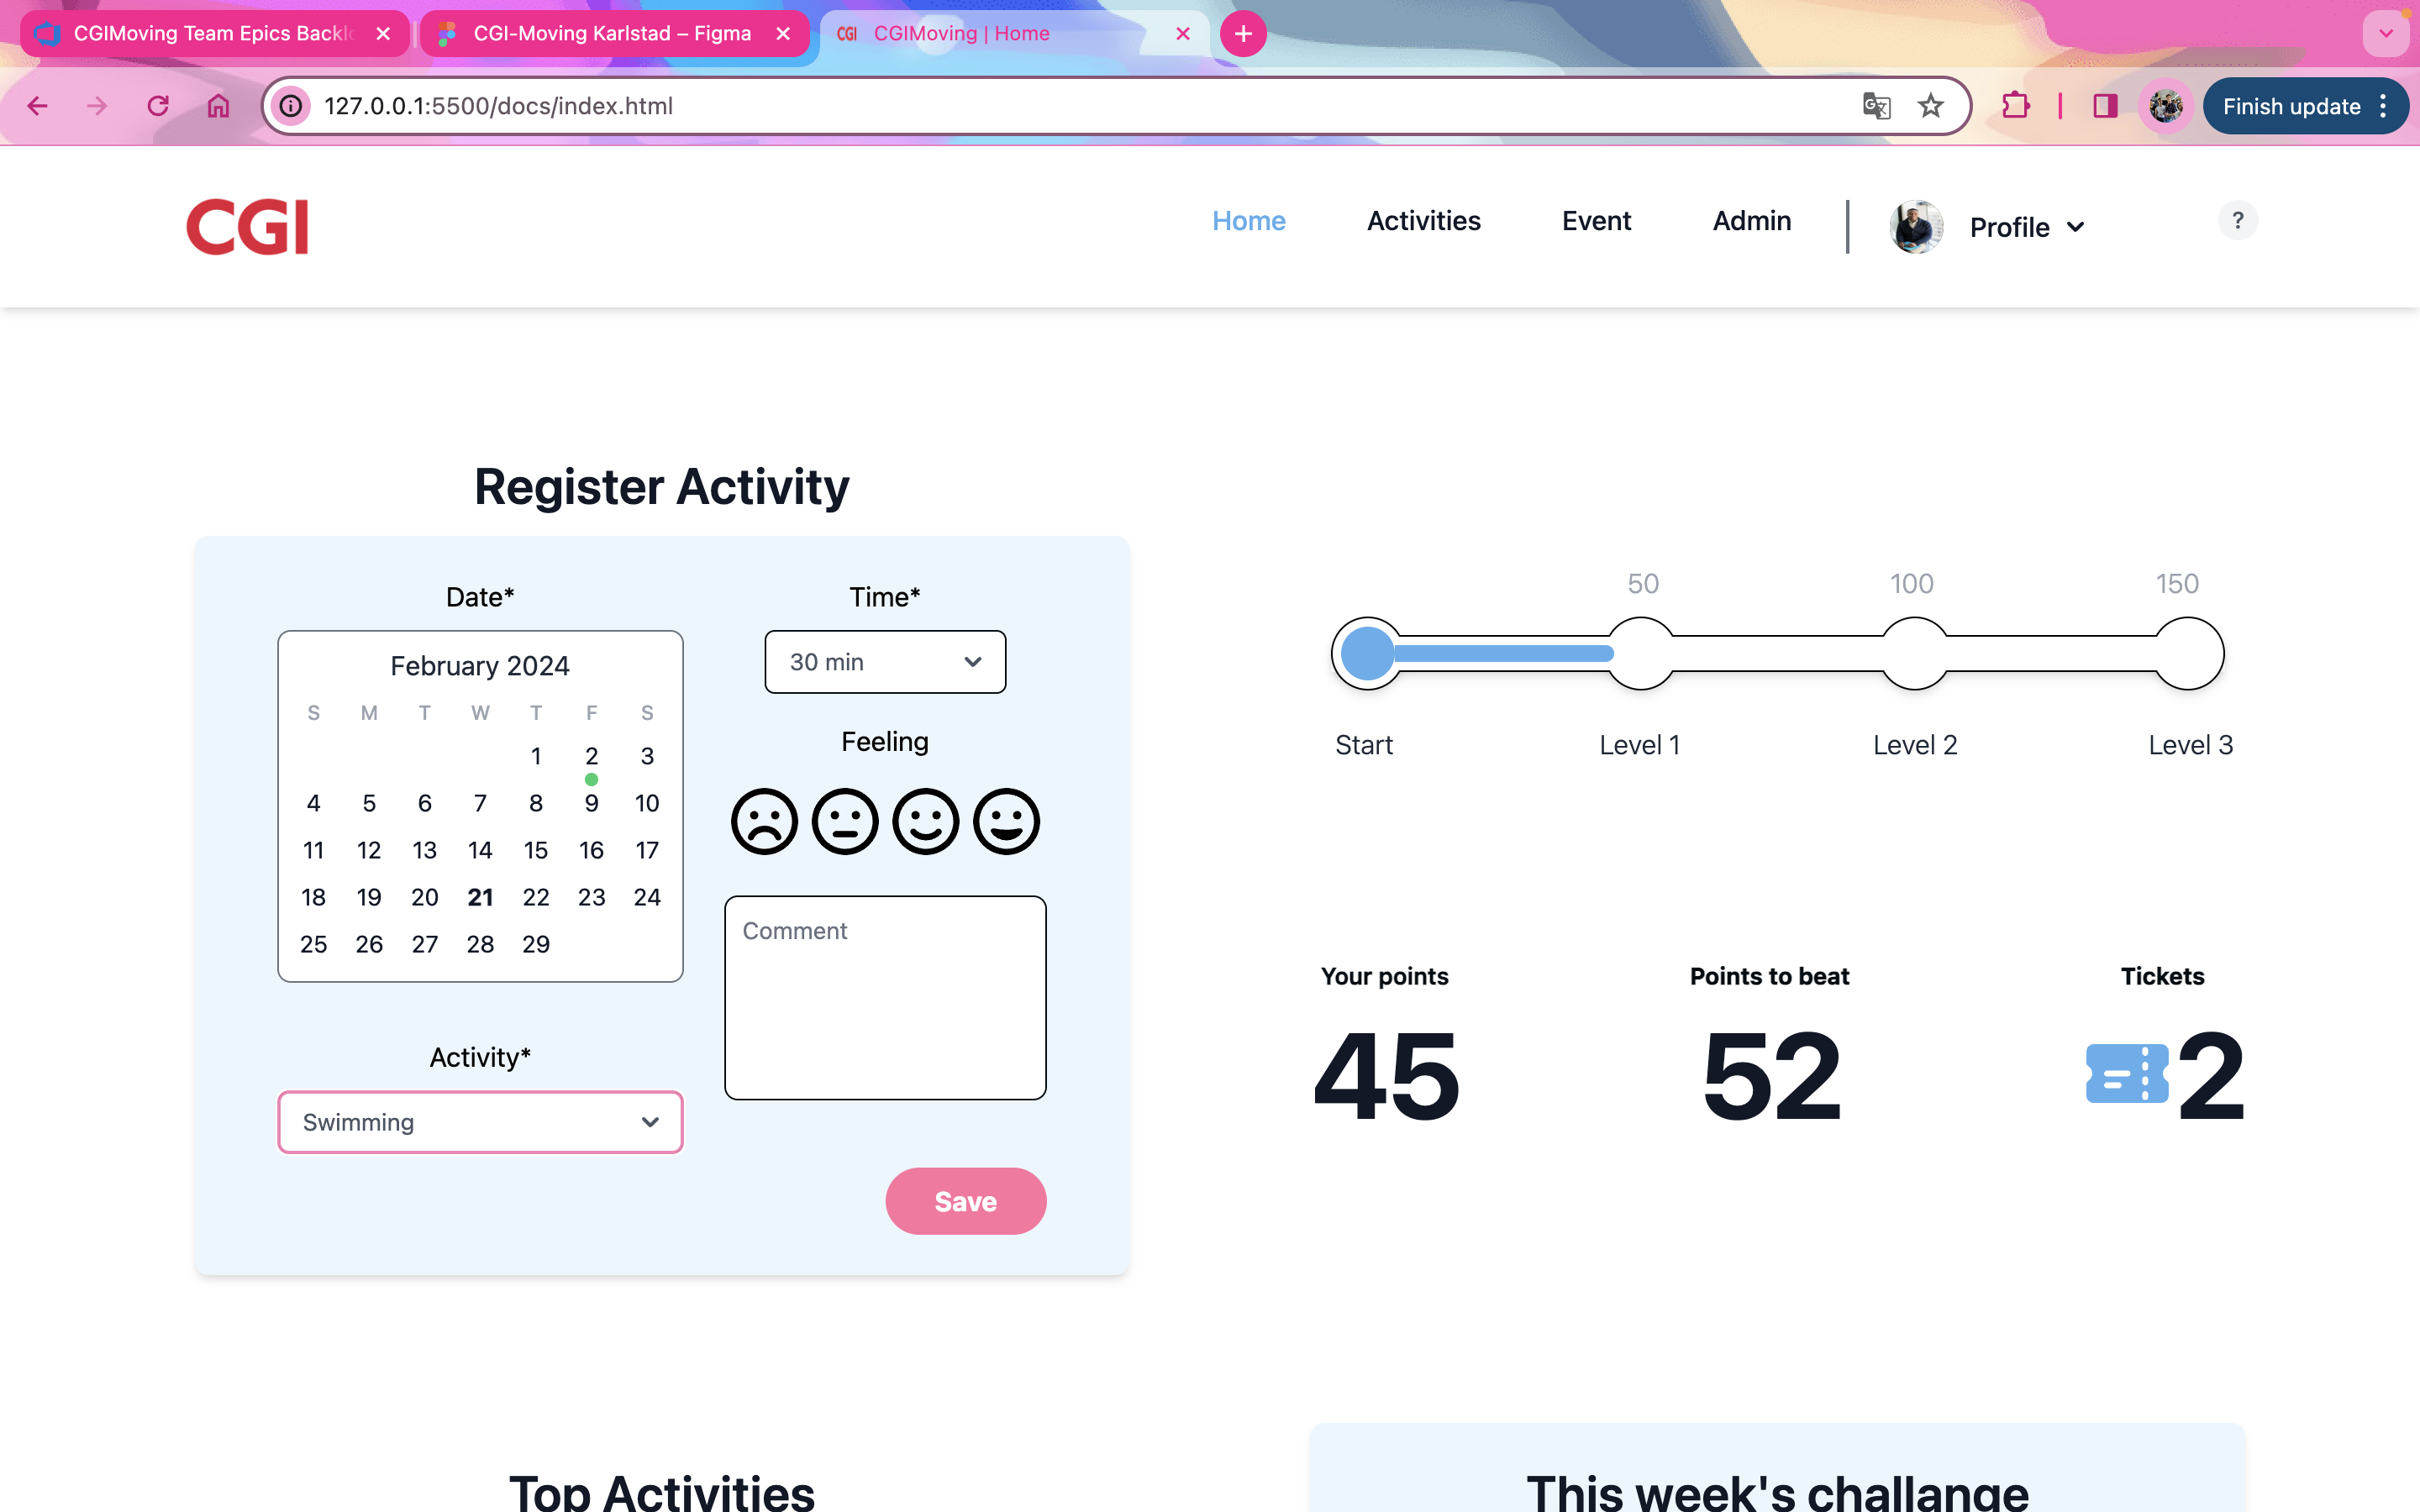 CGIMoving Team Epics Backl
CGI-Moving Karlstad – Figma
CGI CGIMoving | Home
127.0.0.1:5500/docs/index.html
Finish update
CGI
Home
Activities
Event
Admin
Profile
?
Register Activity
Date*
February 2024
S M T W T F S
1 2 3
4 5 6 7 8 9 10
11 12 13 14 15 16 17
18 19 20 21 22 23 24
25 26 27 28 29
Activity*
Swimming
Time*
30 min
Feeling
Comment
Save
50 100 150
Start Level 1 Level 2 Level 3
Your points
45
Points to beat
52
Tickets
2
Top Activities
This week's challange